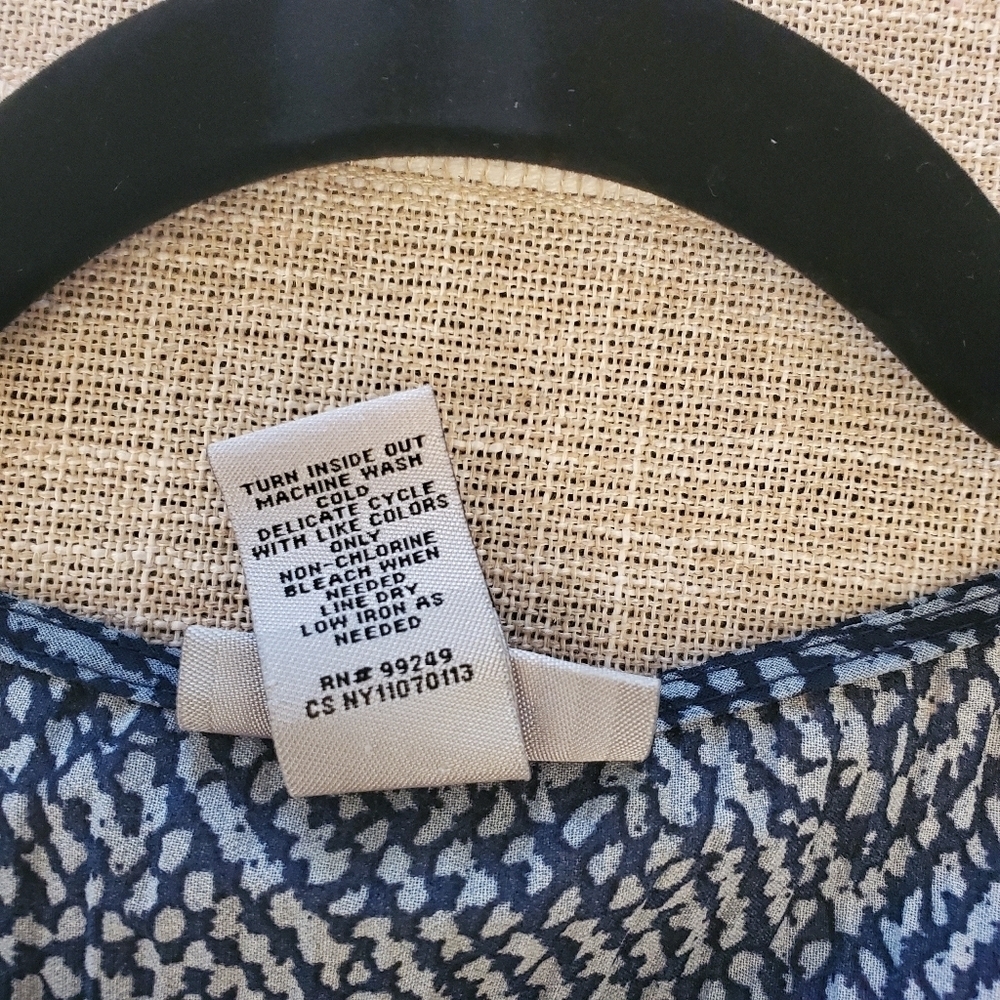 TURN INSIDE OUT
MACHINE WASH
COLD
DELICATE CYCLE
WITH LIKE COLORS
ONLY
NON-CHLORINE
BLEACH WHEN
NEEDED
LINE DRY
LOW IRON AS
NEEDED
RN# 99249
CS NY11070113